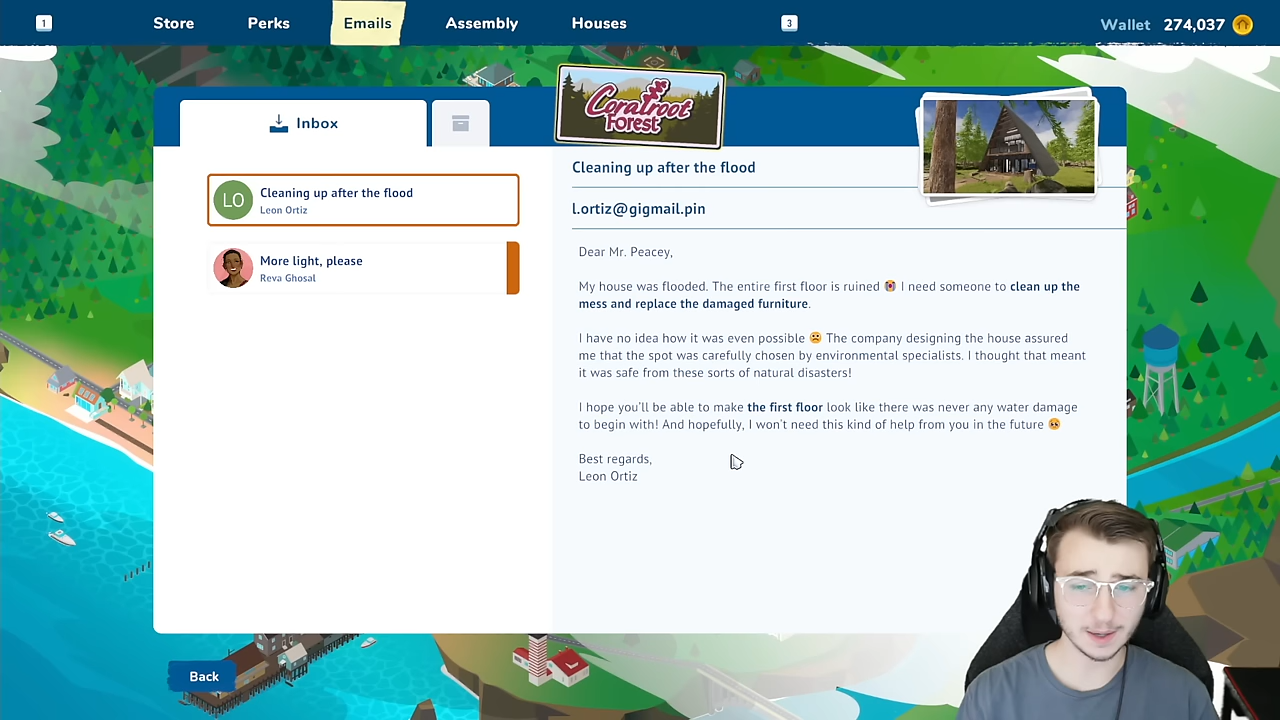 1
Store
Perks
Emails
Assembly
Houses
3
Wallet 274,037
Inbox
Coralroot
Forest
LO
Cleaning up after the flood
Leon Ortiz
More light, please
Reva Ghosal
Cleaning up after the flood
l.ortiz@gigmail.pin
Dear Mr. Peacey,
My house was flooded. The entire first floor is ruined I need someone to clean up the
mess and replace the damaged furniture.
I have no idea how it was even possible The company designing the house assured
me that the spot was carefully chosen by environmental specialists. I thought that meant
it was safe from these sorts of natural disasters!
I hope you'll be able to make the first floor look like there was never any water damage
to begin with! And hopefully, I won't need this kind of help from you in the future
Best regards,
Leon Ortiz
Back